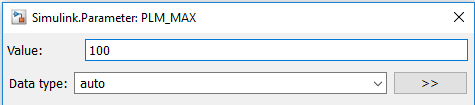 Simulink.Parameter: PLM_MAX
Value: 100
Data type: auto >>